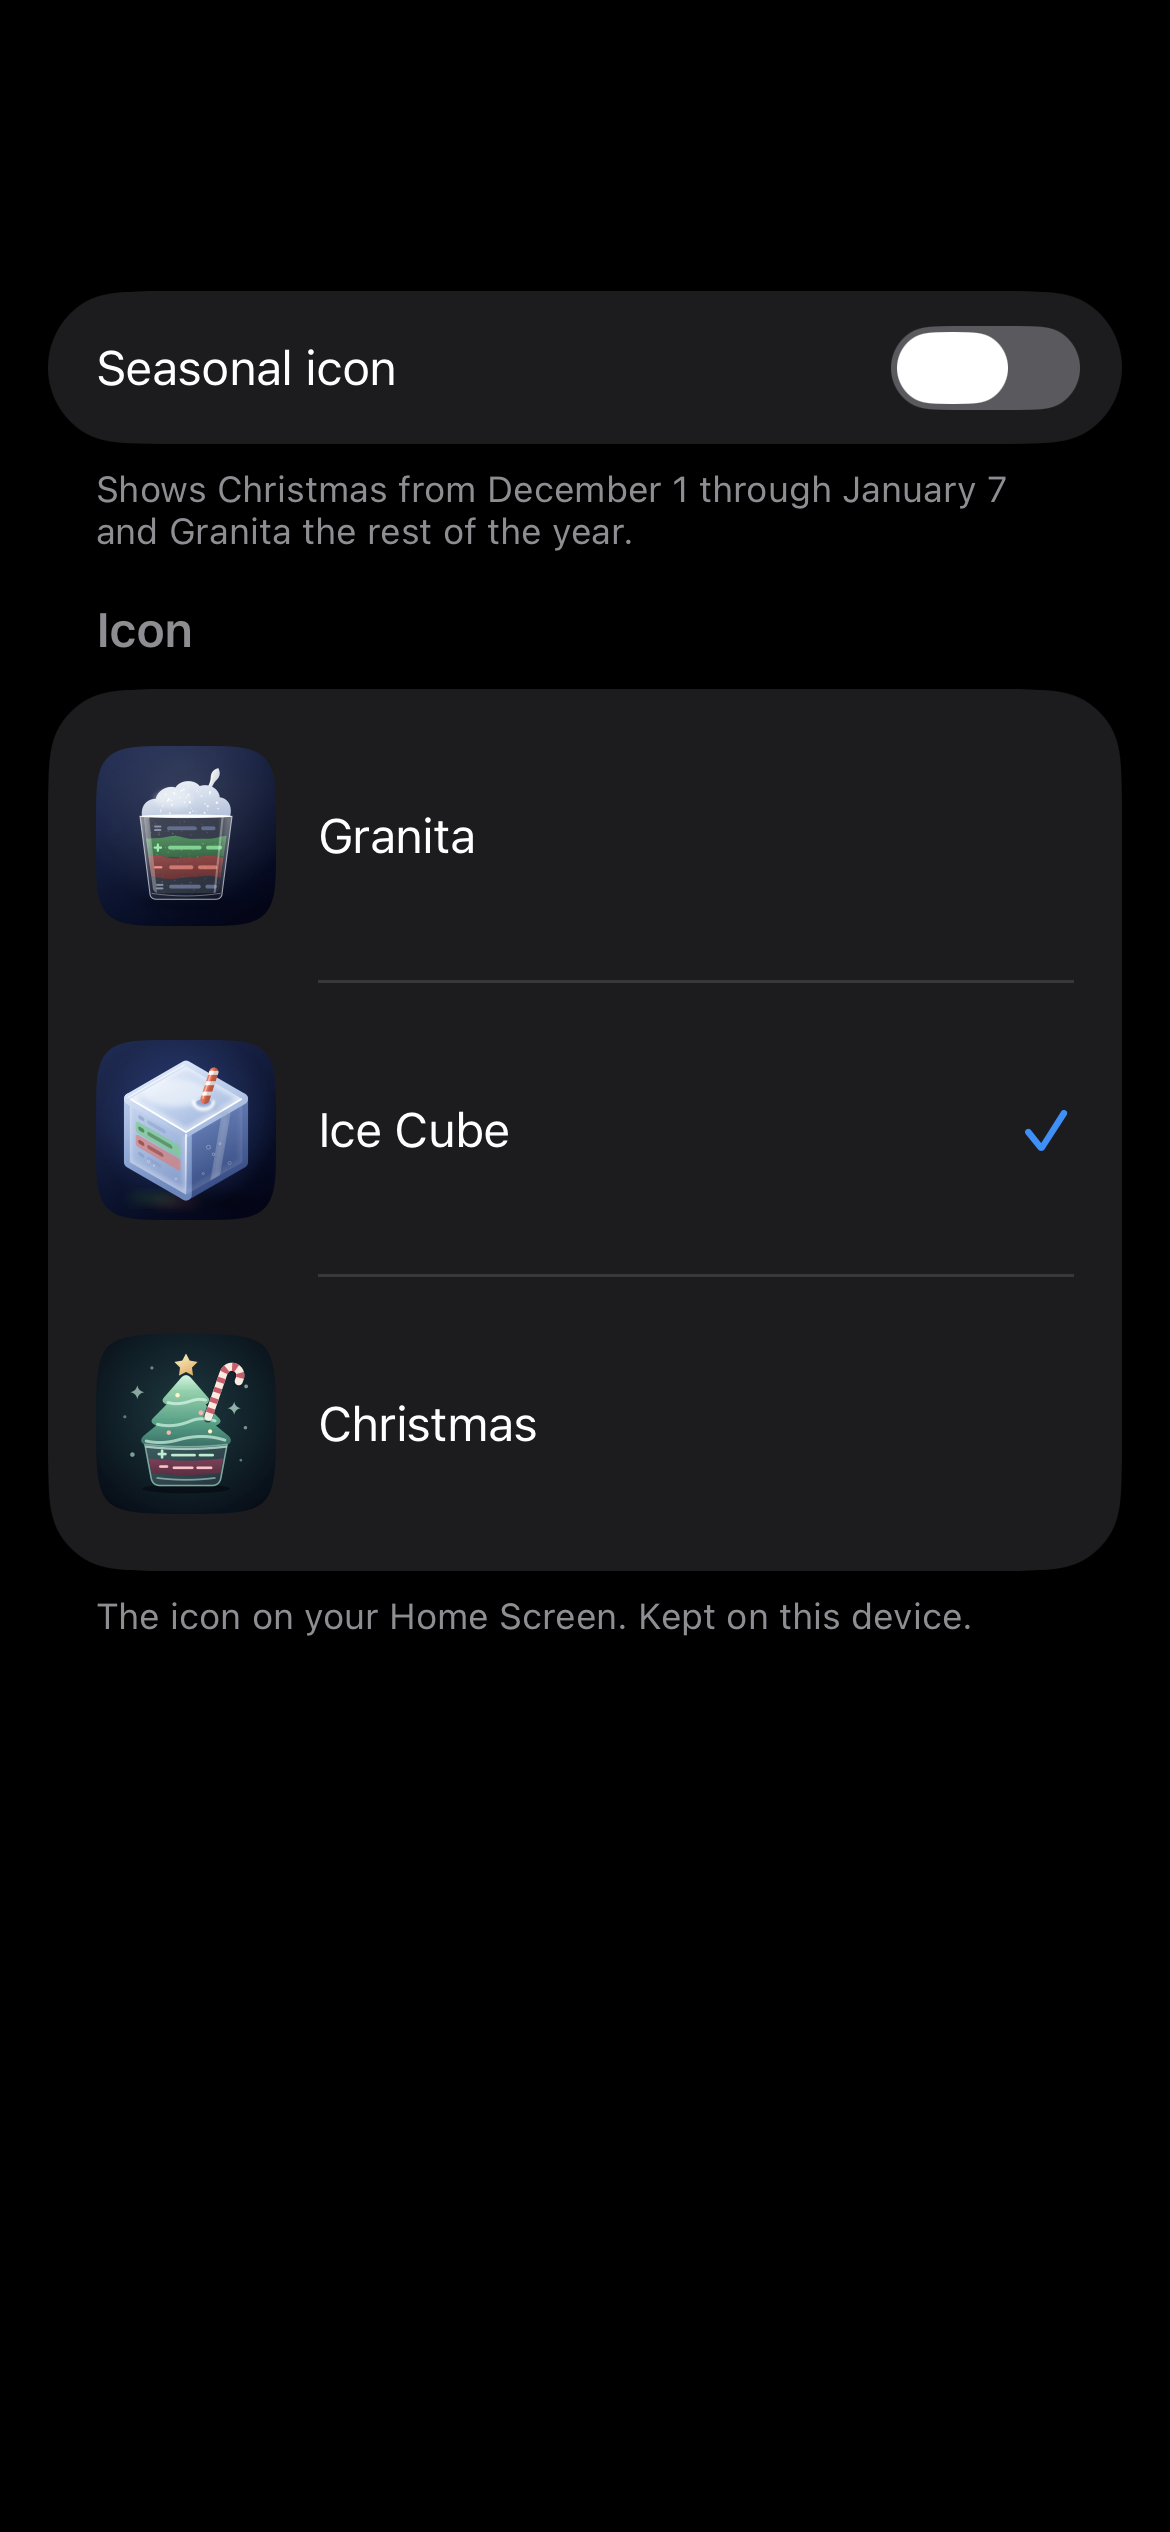 Seasonal icon
Shows Christmas from December 1 through January 7
and Granita the rest of the year.
Icon
Granita
Ice Cube
Christmas
The icon on your Home Screen. Kept on this device.